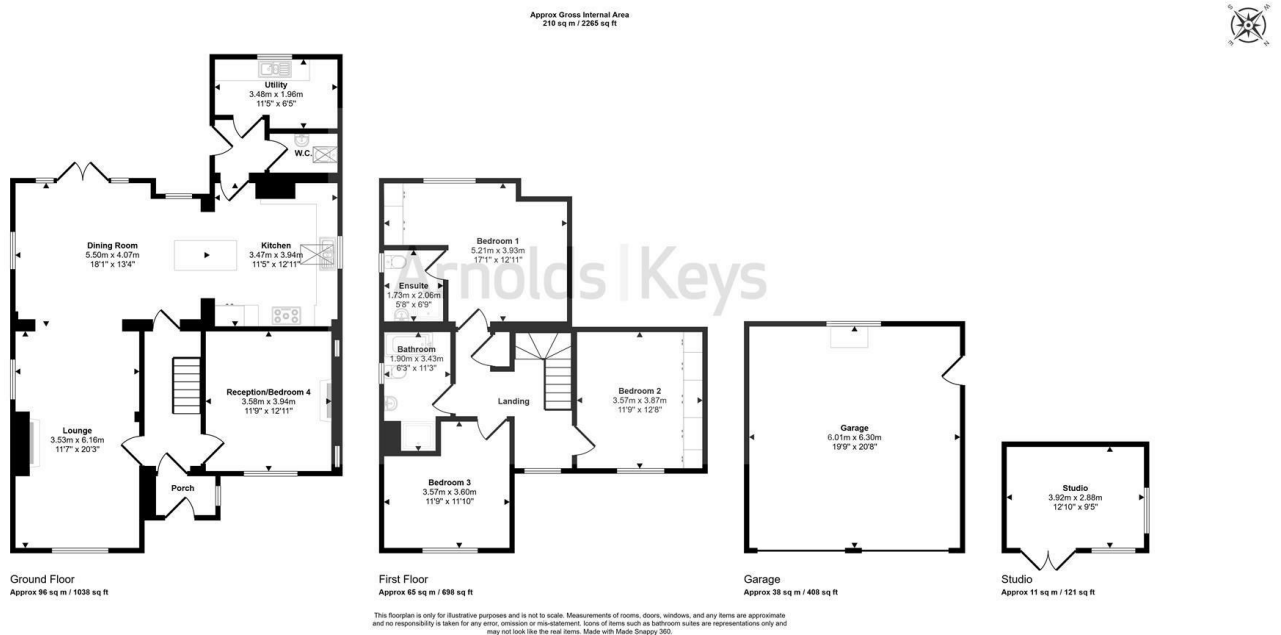 Approx Gross Internal Area
210 sq m / 2265 sq ft
Utility
3.48m x 1.96m
11'5" x 6'5"
W.C.
Dining Room
5.50m x 4.07m
18'1" x 13'4"
Kitchen
3.47m x 3.94m
11'5" x 12'11"
Lounge
3.53m x 6.16m
11'7" x 20'3"
Reception/Bedroom 4
3.58m x 3.94m
11'9" x 12'11"
Porch
Ground Floor
Approx 96 sq m / 1038 sq ft
Bedroom 1
5.21m x 3.93m
17'1" x 12'11"
Ensuite
1.73m x 2.06m
5'8" x 6'9"
Arnolds | Keys
Bathroom
1.90m x 3.43m
6'3" x 11'3"
Landing
Bedroom 2
3.57m x 3.87m
11'9" x 12'8"
Bedroom 3
3.57m x 3.60m
11'9" x 11'10"
First Floor
Approx 65 sq m / 698 sq ft
Garage
6.01m x 6.30m
19'9" x 20'8"
Garage
Approx 38 sq m / 408 sq ft
Studio
3.92m x 2.88m
12'10" x 9'5"
Studio
Approx 11 sq m / 121 sq ft
S
W
E
N
This floorplan is only for illustrative purposes and is not to scale. Measurements of rooms, doors, windows, and any items are approximate
and no responsibility is taken for any error, omission or mis-statement. Icons of items such as bathroom suites are representations only and
may not look like the real items. Made with Made Snappy 360.